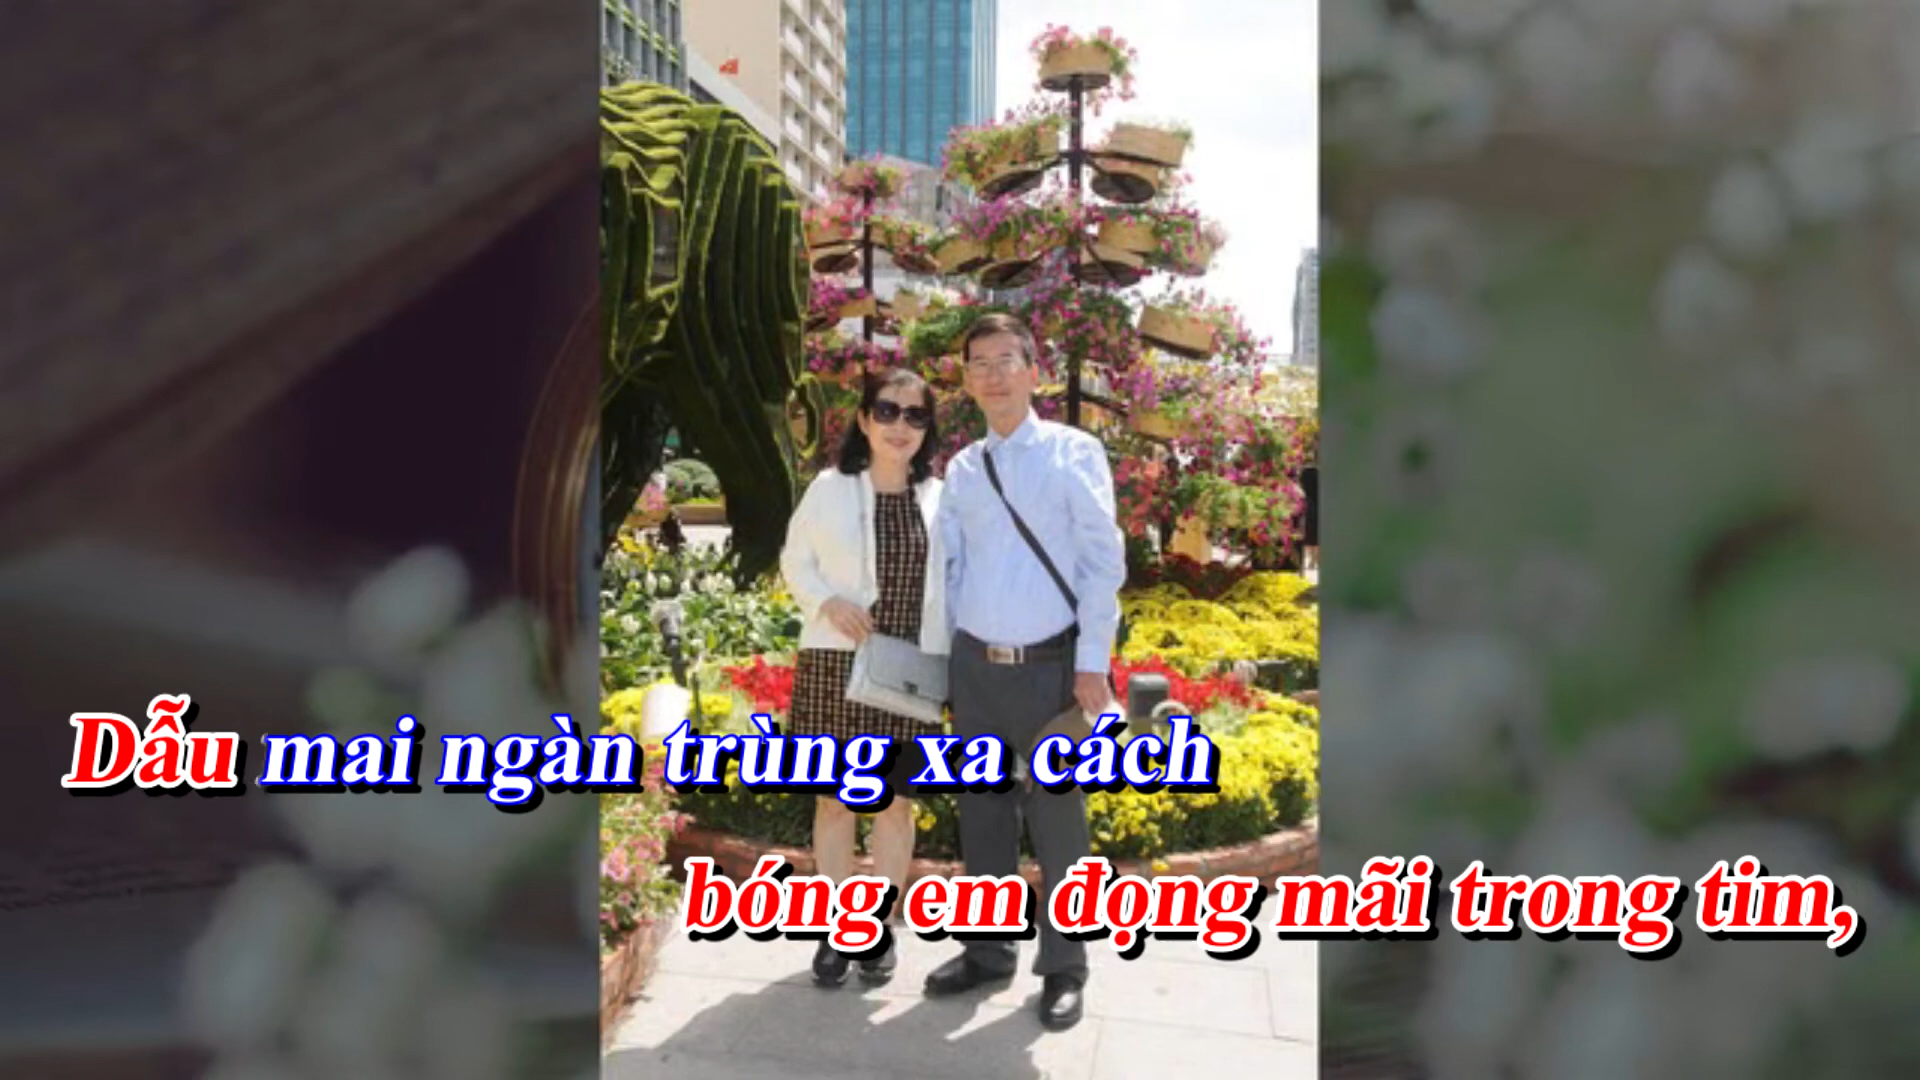 Dẫu mai ngàn trùng xa cách
bóng em đọng mãi trong tim,